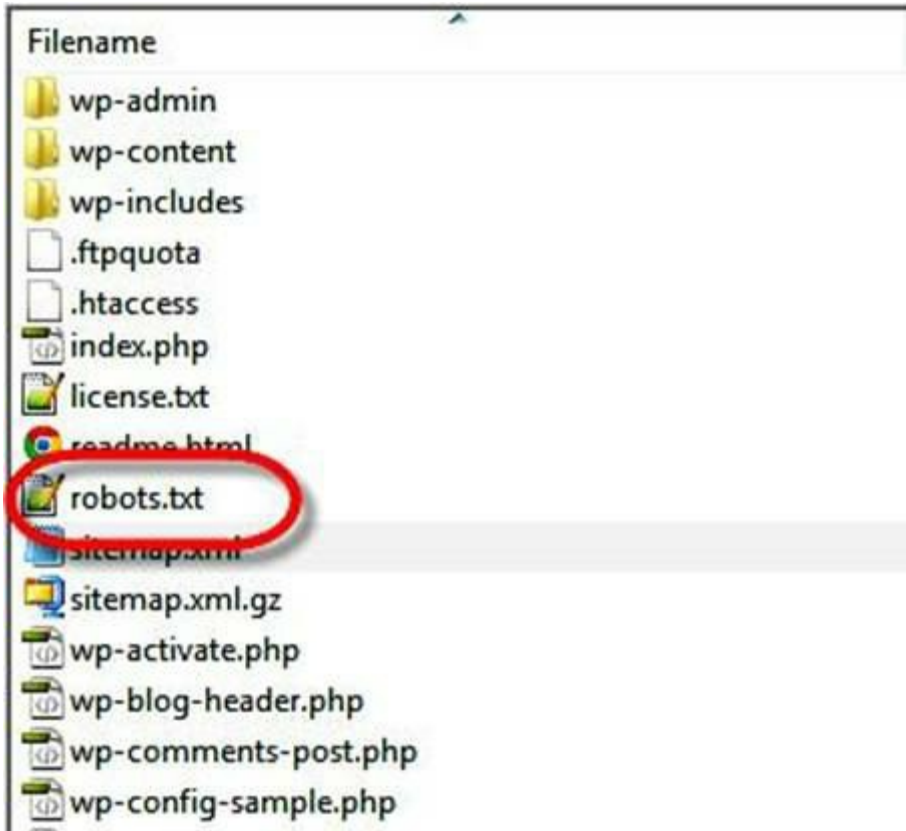 Filename
wp-admin
wp-content
wp-includes
.ftpquota
.htaccess
index.php
license.txt
readme.html
robots.txt
sitemap.xml
sitemap.xml.gz
wp-activate.php
wp-blog-header.php
wp-comments-post.php
wp-config-sample.php